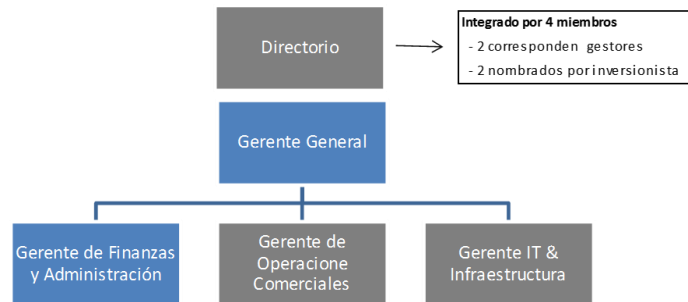 Directorio
Integrado por 4 miembros
- 2 corresponden gestores
- 2 nombrados por inversionista
Gerente General
Gerente de Finanzas
y Administración
Gerente de
Operacione
Comerciales
Gerente IT &
Infraestructura